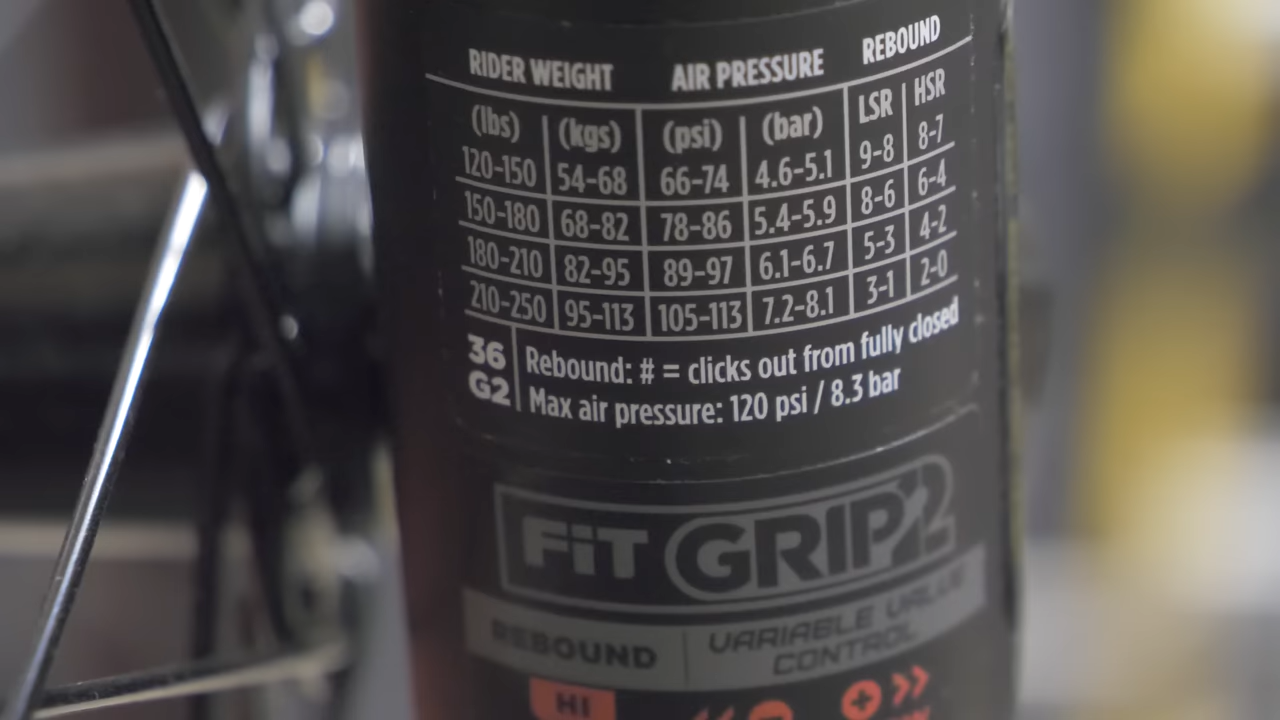 RIDER WEIGHT AIR PRESSURE REBOUND
(lbs) (kgs) (psi) (bar) LSR HSR
120-150 54-68 66-74 4.6-5.1 9-8 8-7
150-180 68-82 78-86 5.4-5.9 8-6 6-4
180-210 82-95 89-97 6.1-6.7 5-3 4-2
210-250 95-113 105-113 7.2-8.1 3-1 2-0
36 Rebound: # = clicks out from fully closed
G2 Max air pressure: 120 psi / 8.3 bar
FiT GRIP2
REBOUND VARIABLE VALVE
CONTROL
HI